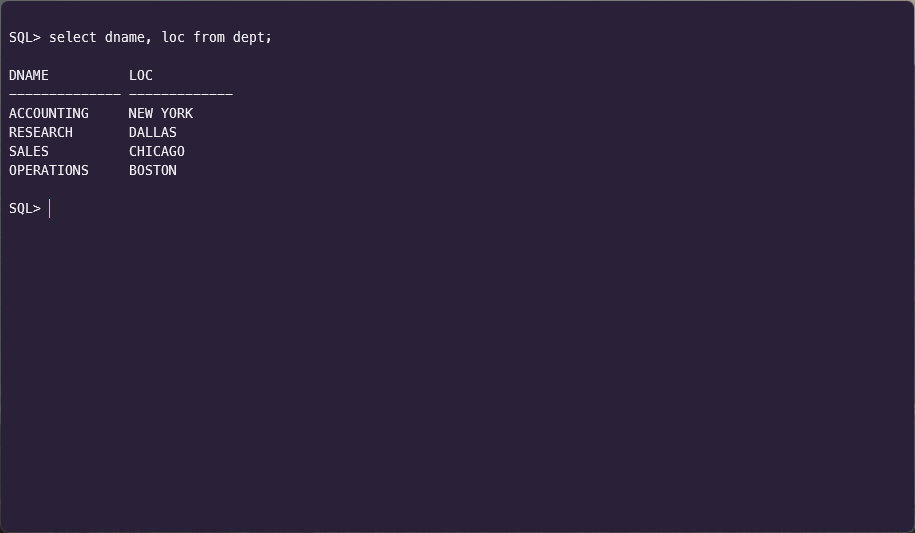 SQL> select dname, loc from dept;
DNAME          LOC
-------------- -------------
ACCOUNTING     NEW YORK
RESEARCH       DALLAS
SALES          CHICAGO
OPERATIONS     BOSTON
SQL>